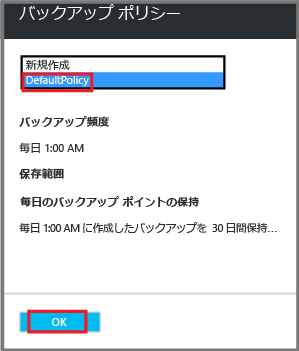 バックアップ ポリシー
新規作成
DefaultPolicy
バックアップ頻度
毎日 1:00 AM
保存範囲
毎日のバックアップ ポイントの保持
毎日 1:00 AM に作成したバックアップを 30 日間保持...
OK